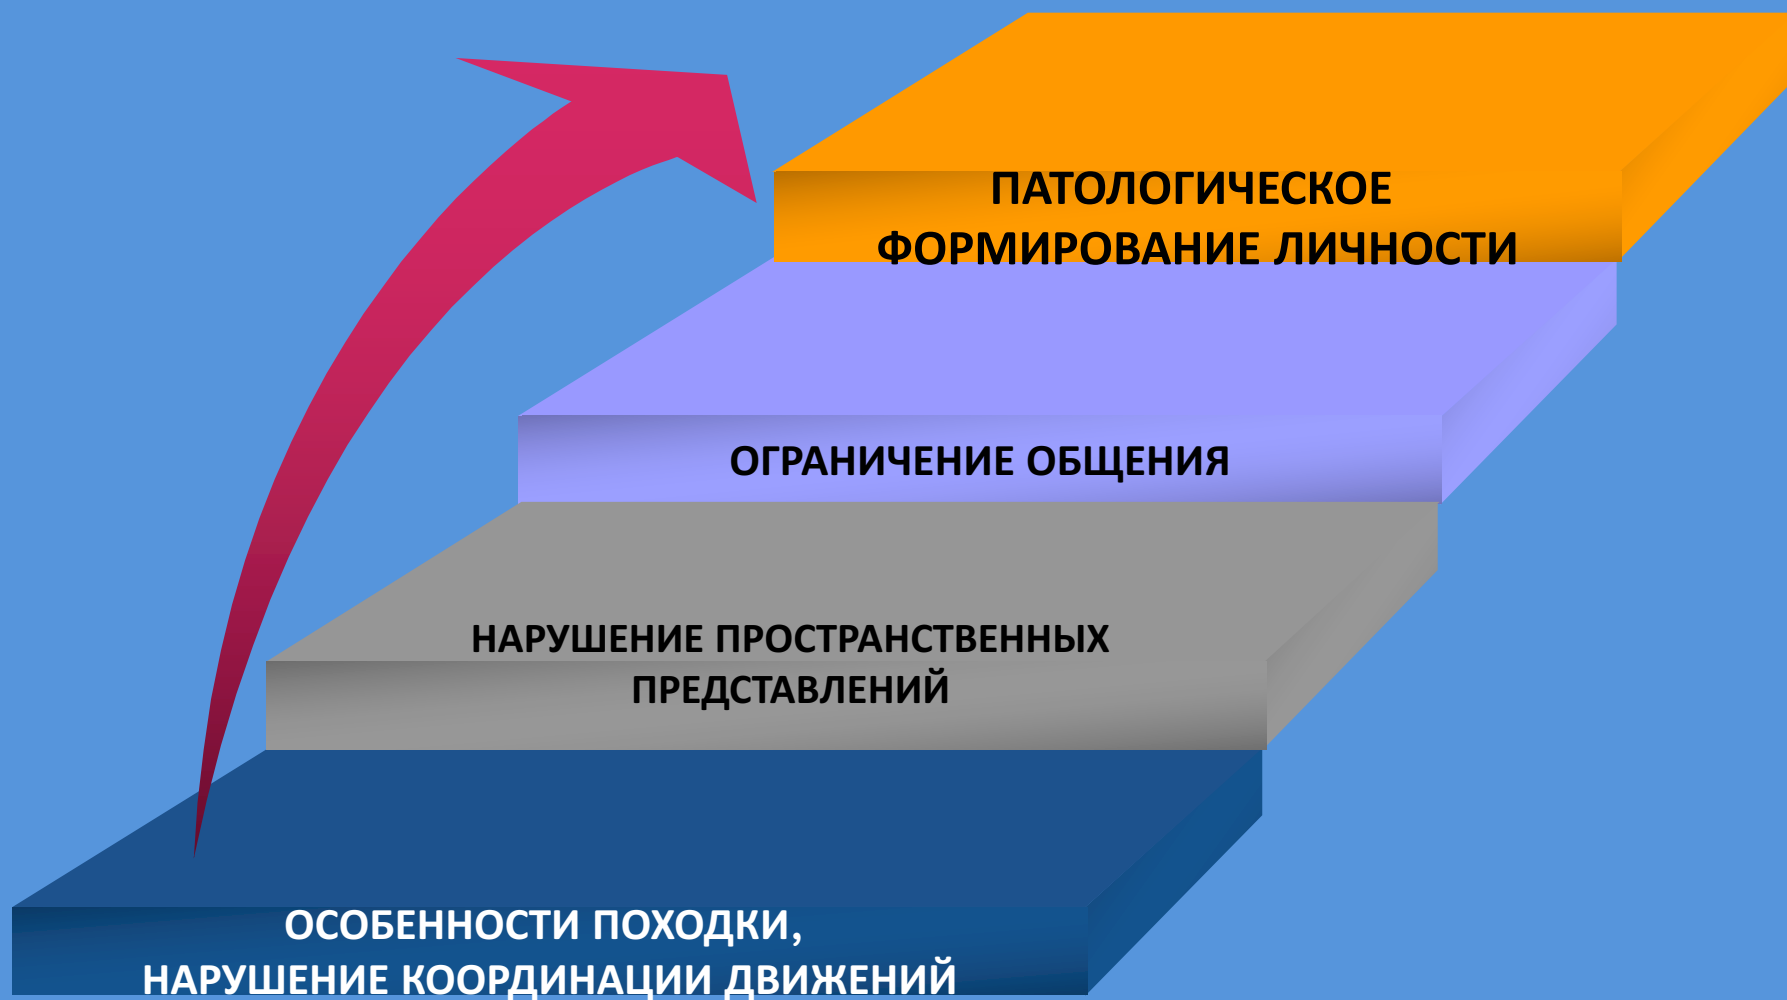 ПАТОЛОГИЧЕСКОЕ
ФОРМИРОВАНИЕ ЛИЧНОСТИ
ОГРАНИЧЕНИЕ ОБЩЕНИЯ
НАРУШЕНИЕ ПРОСТРАНСТВЕННЫХ
ПРЕДСТАВЛЕНИЙ
ОСОБЕННОСТИ ПОХОДКИ,
НАРУШЕНИЕ КООРДИНАЦИИ ДВИЖЕНИЙ